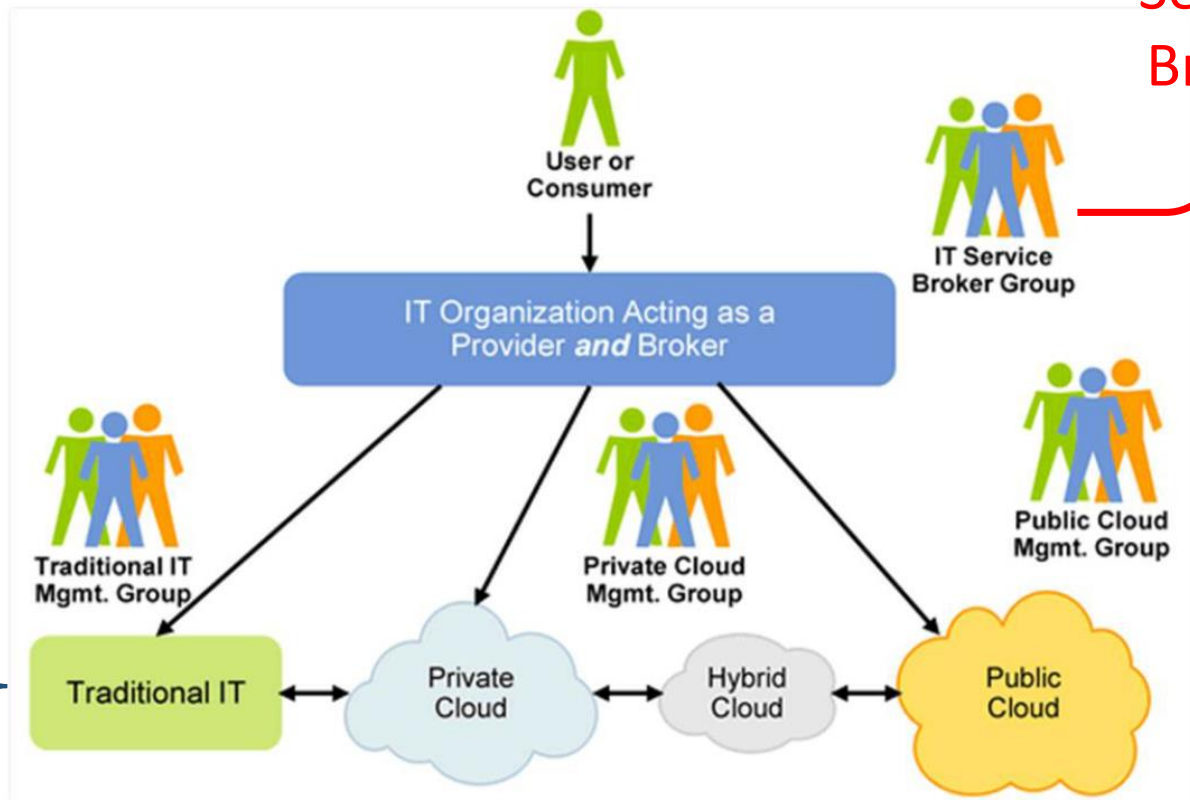 User or
Consumer
IT Service
Broker Group
IT Organization Acting as a
Provider and Broker
Traditional IT
Mgmt. Group
Private Cloud
Mgmt. Group
Public Cloud
Mgmt. Group
Traditional IT
Private
Cloud
Hybrid
Cloud
Public
Cloud